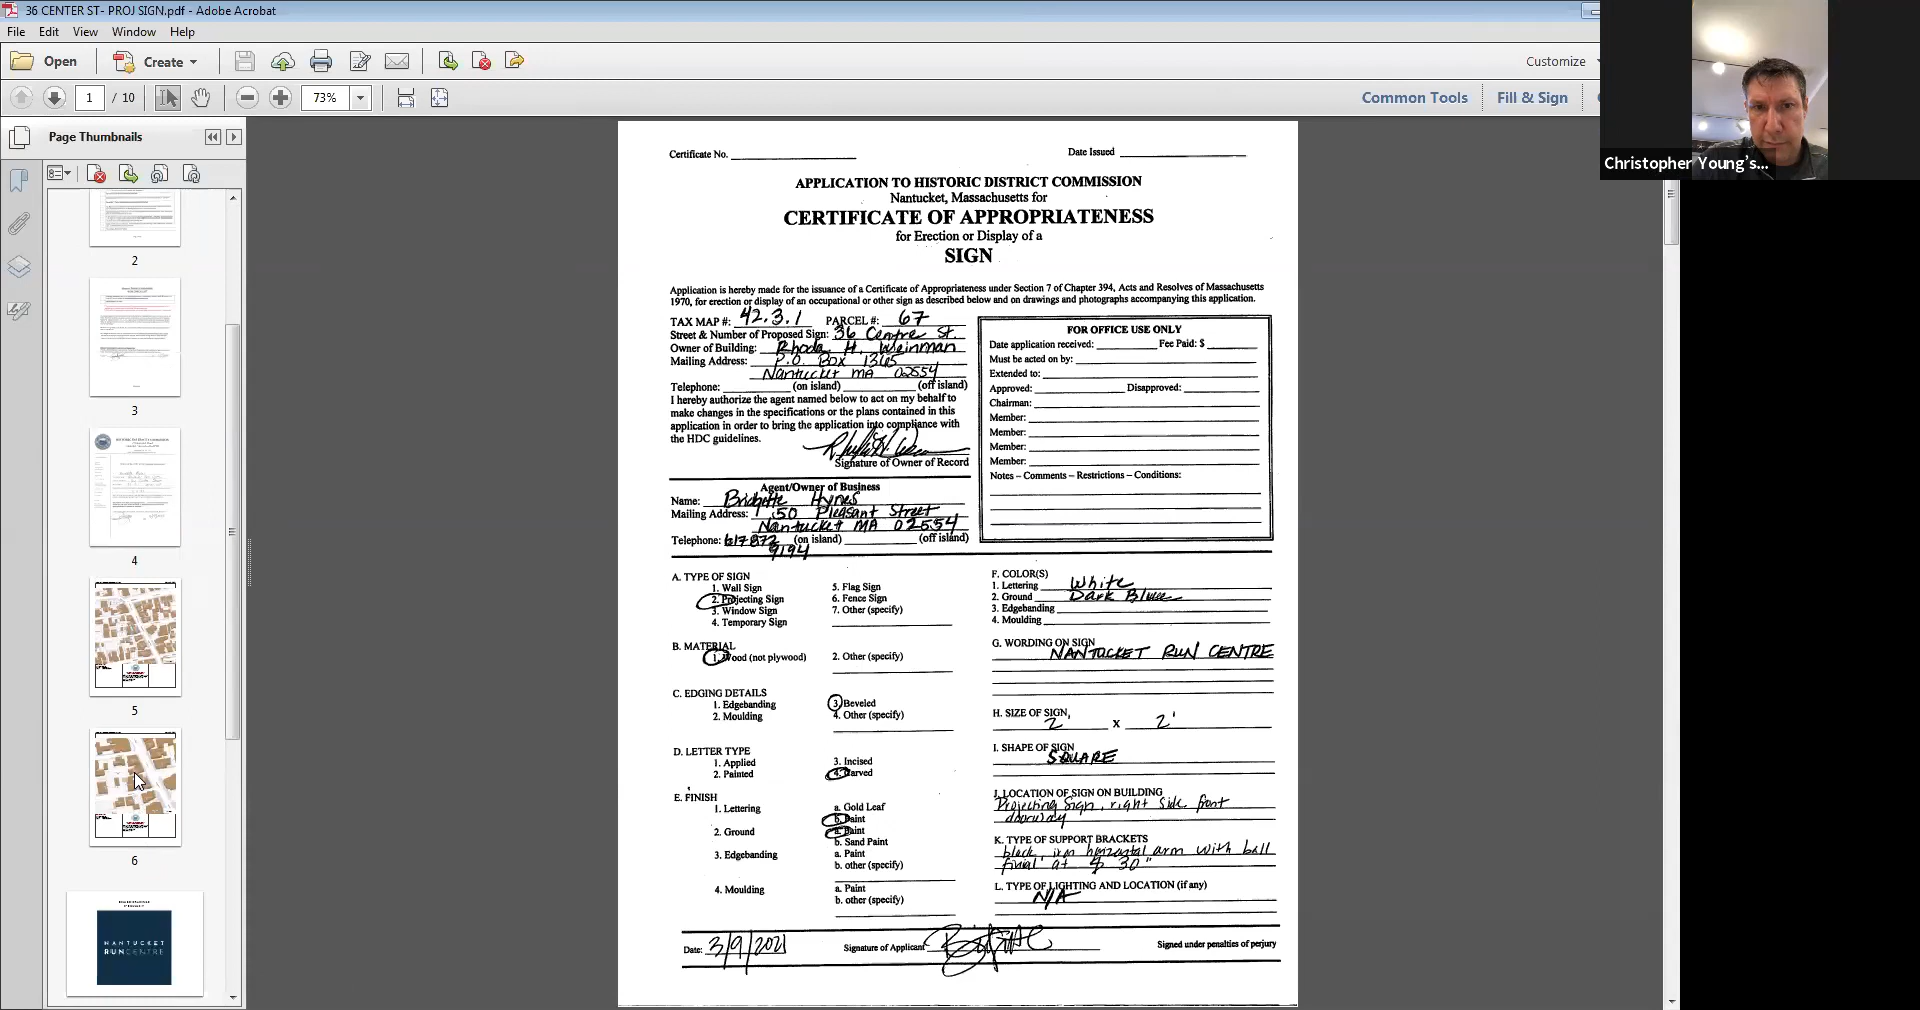 36 CENTER ST- PROJ SIGN.pdf - Adobe Acrobat
File Edit View Window Help
Open Create Customize
1 / 10 73% Common Tools Fill & Sign
Christopher Young's...
Page Thumbnails
2
3
4
5
6
NANTUCKET
RUNCENTRE
Certificate No. Date Issued
APPLICATION TO HISTORIC DISTRICT COMMISSION
Nantucket, Massachusetts for
CERTIFICATE OF APPROPRIATENESS
for Erection or Display of a
SIGN
Application is hereby made for the issuance of a Certificate of Appropriateness under Section 7 of Chapter 394, Acts and Resolves of Massachusetts
1970, for erection or display of an occupational or other sign as described below and on drawings and photographs accompanying this application.
TAX MAP #: 42.3.1 PARCEL #: 67
Street & Number of Proposed Sign: 36 Centre St.
Owner of Building: Rhoda H. Weinman
Mailing Address: P.O. Box 1365
Nantucket MA 02554
Telephone: (on island) (off island)
I hereby authorize the agent named below to act on my behalf to
make changes in the specifications or the plans contained in this
application in order to bring the application into compliance with
the HDC guidelines.
Signature of Owner of Record
Agent/Owner of Business
Name: Bridgette Hynes
Mailing Address: 50 Pleasant Street
Nantucket MA 02554
Telephone: 617 872 (on island) (off island)
9194
FOR OFFICE USE ONLY
Date application received: Fee Paid: $
Must be acted on by:
Extended to:
Approved: Disapproved:
Chairman:
Member:
Member:
Member:
Member:
Notes – Comments – Restrictions – Conditions:
A. TYPE OF SIGN
1. Wall Sign 5. Flag Sign
2. Projecting Sign 6. Fence Sign
3. Window Sign 7. Other (specify)
4. Temporary Sign
B. MATERIAL
1. Wood (not plywood) 2. Other (specify)
C. EDGING DETAILS
1. Edgebanding 3. Beveled
2. Moulding 4. Other (specify)
D. LETTER TYPE
1. Applied 3. Incised
2. Painted 4. Carved
E. FINISH
1. Lettering a. Gold Leaf
b. Paint
2. Ground a. Paint
b. Sand Paint
3. Edgebanding a. Paint
b. other (specify)
4. Moulding a. Paint
b. other (specify)
F. COLOR(S)
1. Lettering White
2. Ground Dark Blue
3. Edgebanding
4. Moulding
G. WORDING ON SIGN
NANTUCKET RUN CENTRE
H. SIZE OF SIGN
2' x 2'
I. SHAPE OF SIGN
SQUARE
J. LOCATION OF SIGN ON BUILDING
Projecting Sign, right side front
doorway
K. TYPE OF SUPPORT BRACKETS
black iron horizontal arm with ball
finial at 30"
L. TYPE OF LIGHTING AND LOCATION (if any)
N/A
Date: 3/9/2021 Signature of Applicant Signed under penalties of perjury